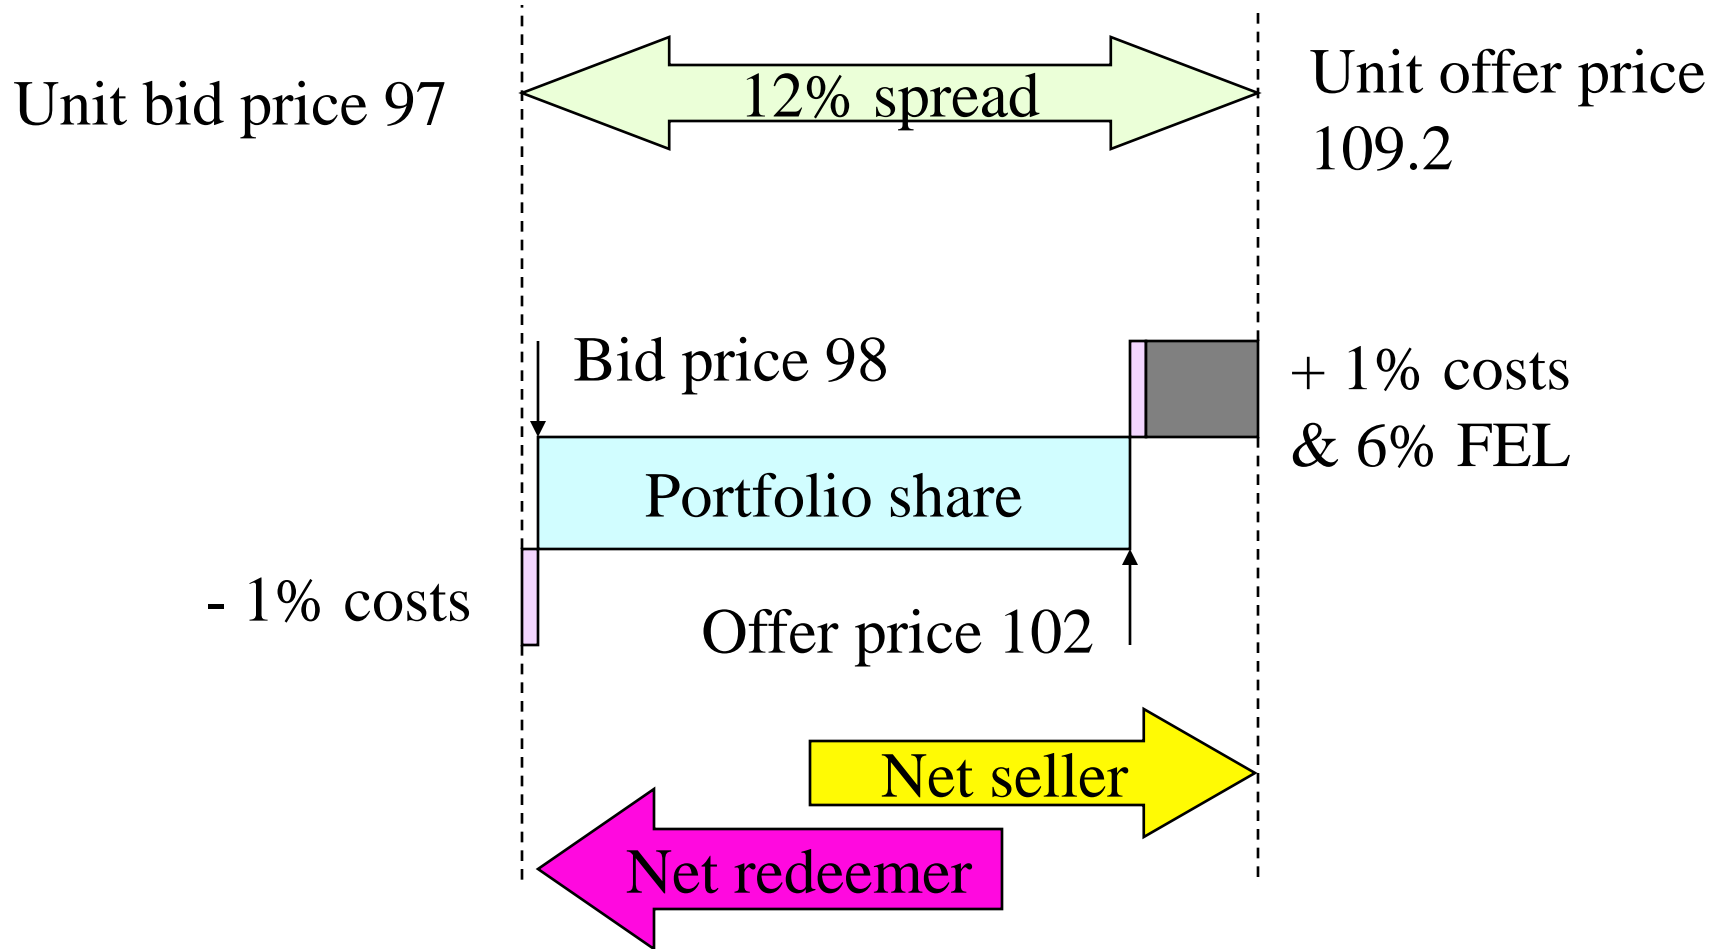 Unit bid price 97
12% spread
Unit offer price
109.2
Bid price 98
+ 1% costs
& 6% FEL
Portfolio share
- 1% costs
Offer price 102
Net seller
Net redeemer